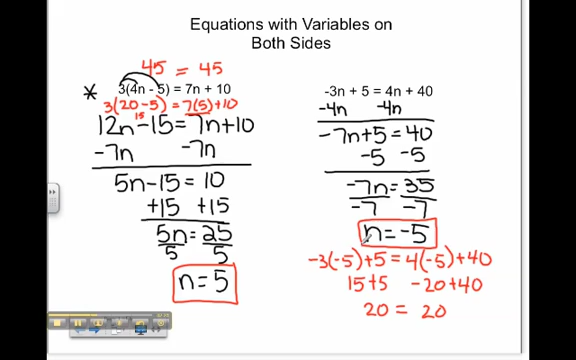 Equations with Variables on
Both Sides
45 = 45
* 3(4n - 5) = 7n + 10
3(20-5) = 7(5)+10
15
12n -15 = 7n+10
-7n -7n
5n-15 = 10
+15 +15
5n = 25
5 5
n = 5
-3n + 5 = 4n + 40
-4n -4n
-7n+5 = 40
-5 -5
-7n = 35
-7 -7
n = -5
-3(-5)+5 = 4(-5)+40
15+5 -20+40
20 = 20